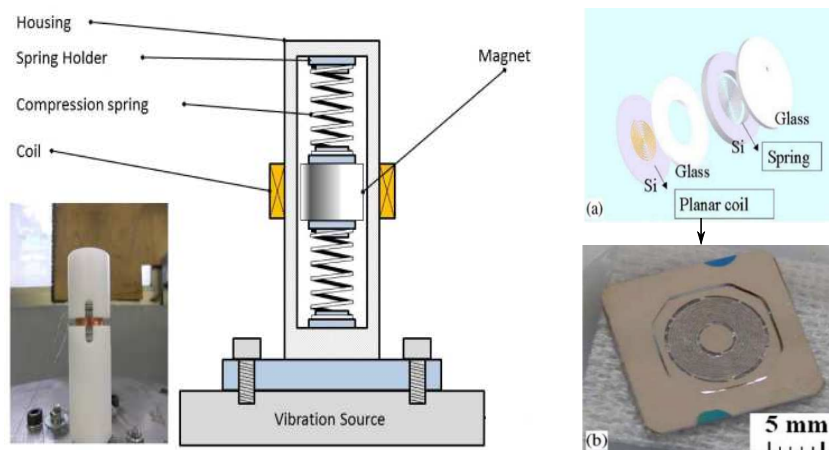 Housing
Spring Holder
Compression spring
Coil
Magnet
Vibration Source
Glass
Si
Spring
Glass
Si
(a)
Planar coil
(b)
5 mm